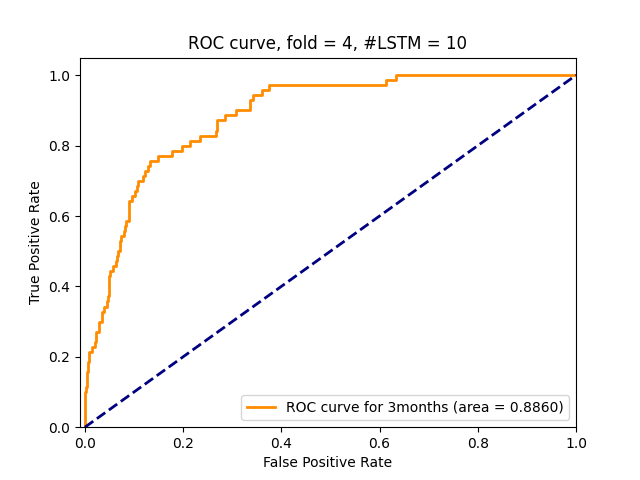 ROC curve, fold = 4, #LSTM = 10
True Positive Rate
1.0
0.8
0.6
0.4
0.2
0.0
ROC curve for 3months (area = 0.8860)
0.0 0.2 0.4 0.6 0.8 1.0
False Positive Rate